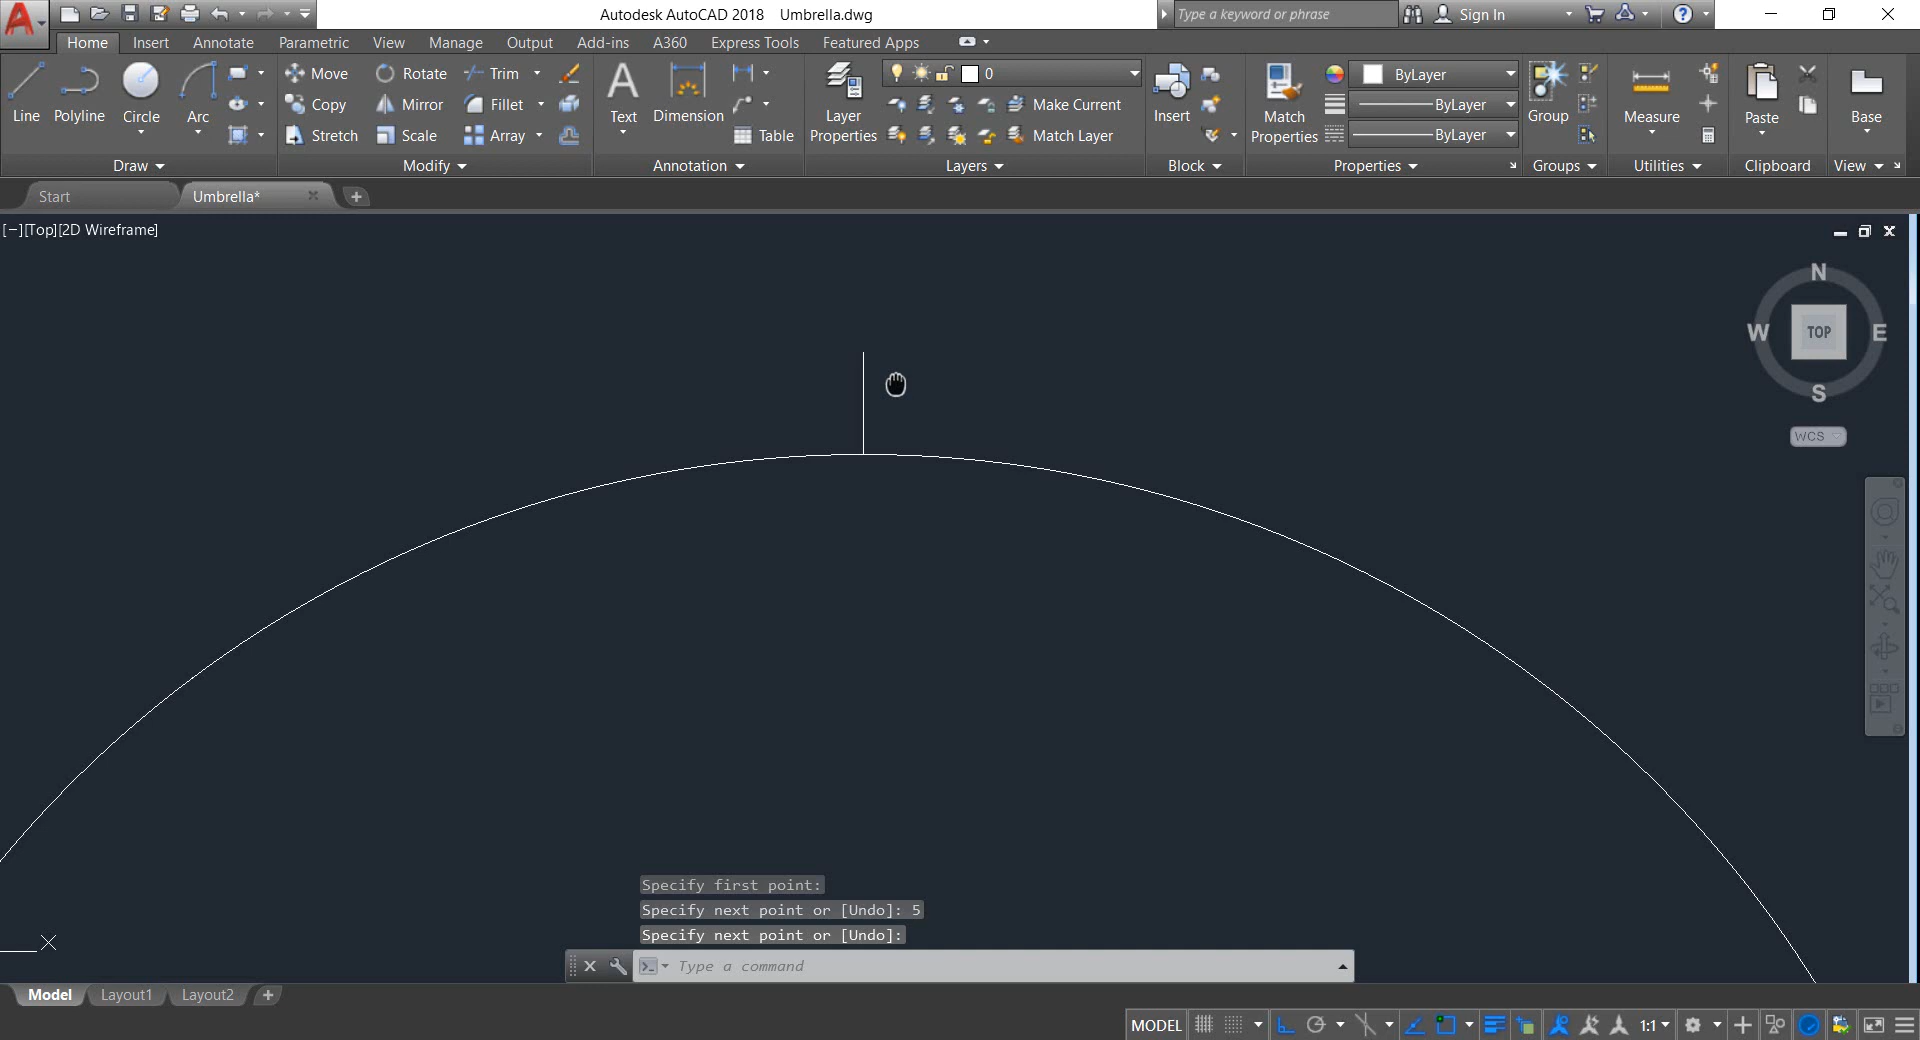 Autodesk AutoCAD 2018 Umbrella.dwg
Type a keyword or phrase
Sign In
Home Insert Annotate Parametric View Manage Output Add-ins A360 Express Tools Featured Apps
Line Polyline Circle Arc
Move Rotate Trim
Copy Mirror Fillet
Stretch Scale Array
Text Dimension Table
Layer Properties
0
Make Current
Match Layer
Insert
Match Properties
ByLayer
ByLayer
ByLayer
Group
Measure
Paste
Base
Draw Modify Annotation Layers Block Properties Groups Utilities Clipboard View
Start Umbrella*
[−][Top][2D Wireframe]
N
W TOP E
S
WCS
Specify first point:
Specify next point or [Undo]: 5
Specify next point or [Undo]:
Type a command
Model Layout1 Layout2
MODEL 1:1